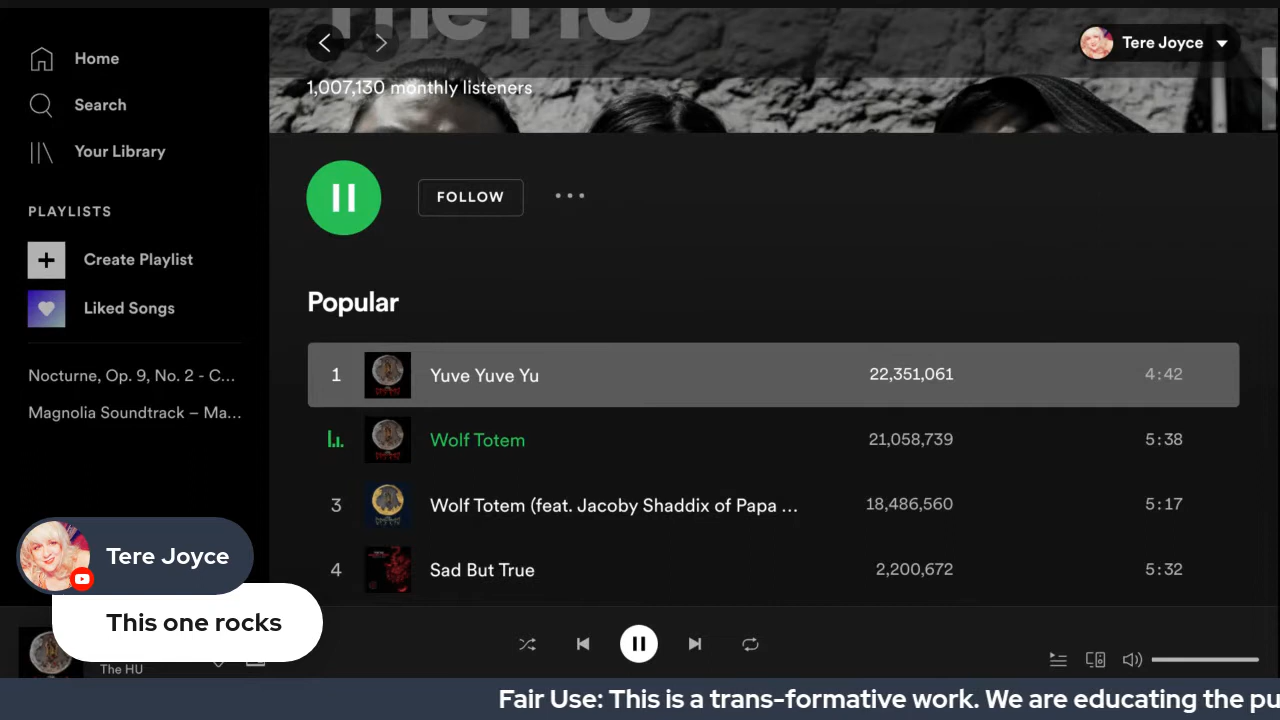 The HU
Tere Joyce
1,007,130 monthly listeners
Home
Search
Your Library
PLAYLISTS
Create Playlist
Liked Songs
Nocturne, Op. 9, No. 2 - C...
Magnolia Soundtrack – Ma...
FOLLOW
Popular
1 Yuve Yuve Yu 22,351,061 4:42
Wolf Totem 21,058,739 5:38
3 Wolf Totem (feat. Jacoby Shaddix of Papa ... 18,486,560 5:17
4 Sad But True 2,200,672 5:32
Tere Joyce
This one rocks
The HU
Fair Use: This is a trans-formative work. We are educating the pu